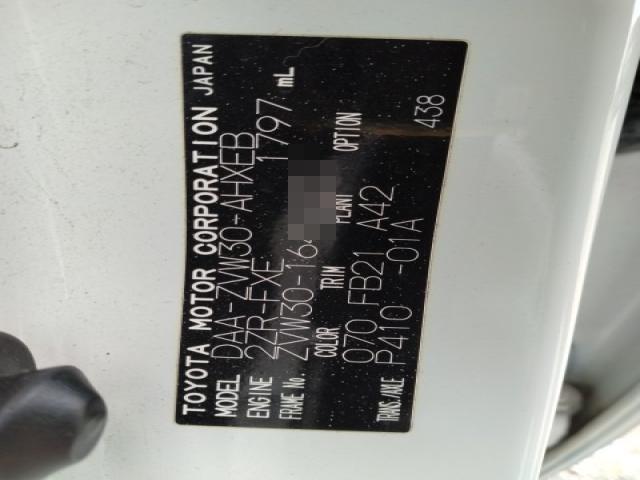 TOYOTA MOTOR CORPORATION JAPAN
MODEL DAA-ZVW30-AHXEB
ENGINE 2ZR-FXE 1797 mL
FRAME No. ZVW30-164
COLOR TRIM PLANT OPTION
070 FB21 A42 438
TRANS./AXLE P410 -01A